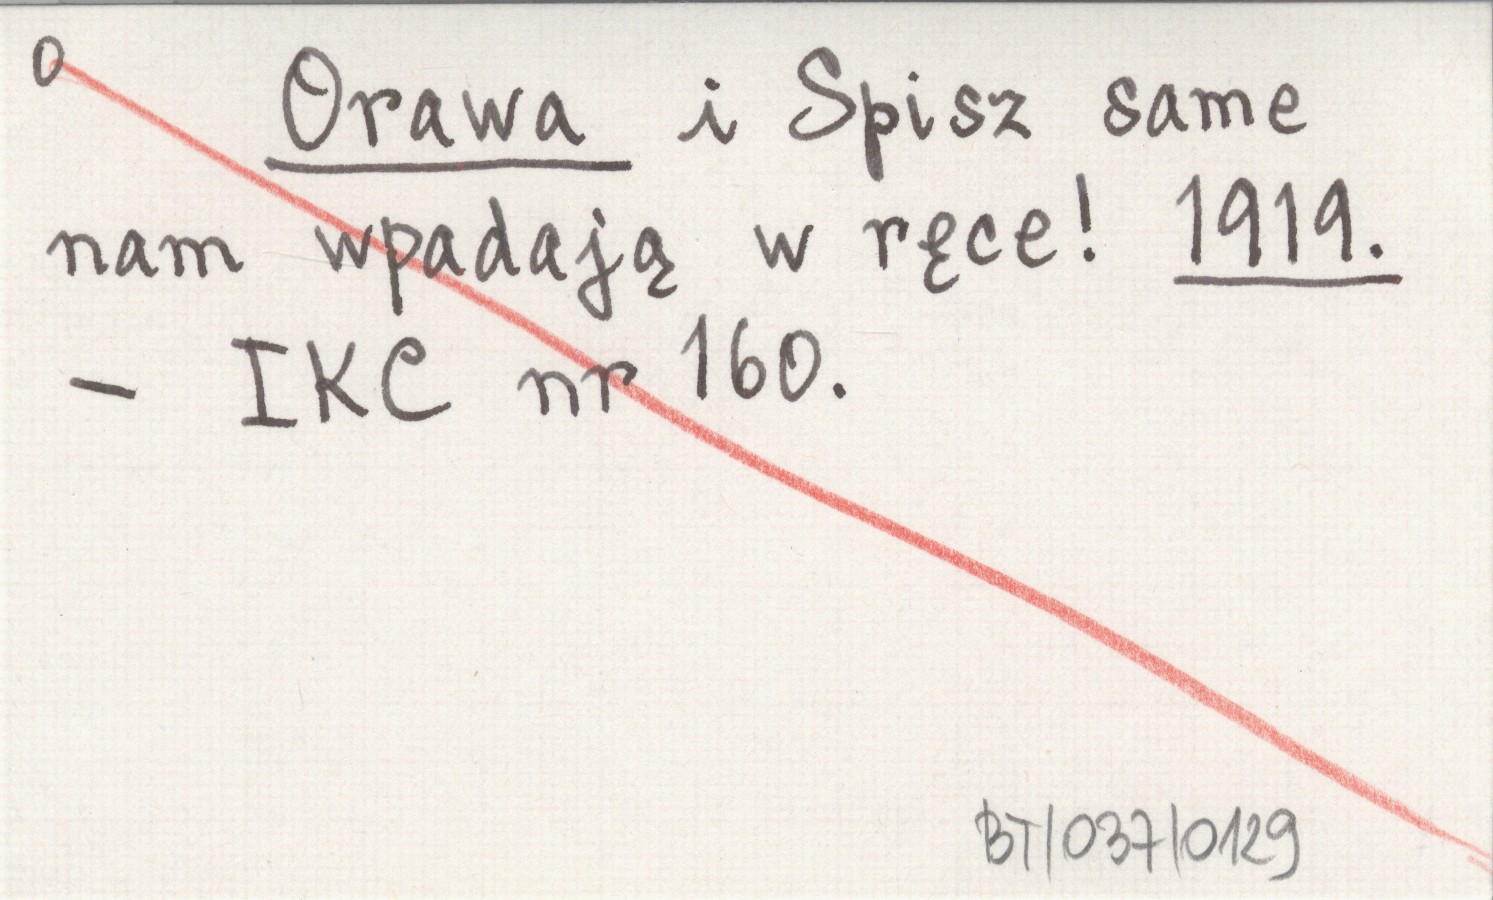 O
Orawa i Spisz same
nam wpadają w ręce! 1919.
— IKC nr 160.
BT/037/0129